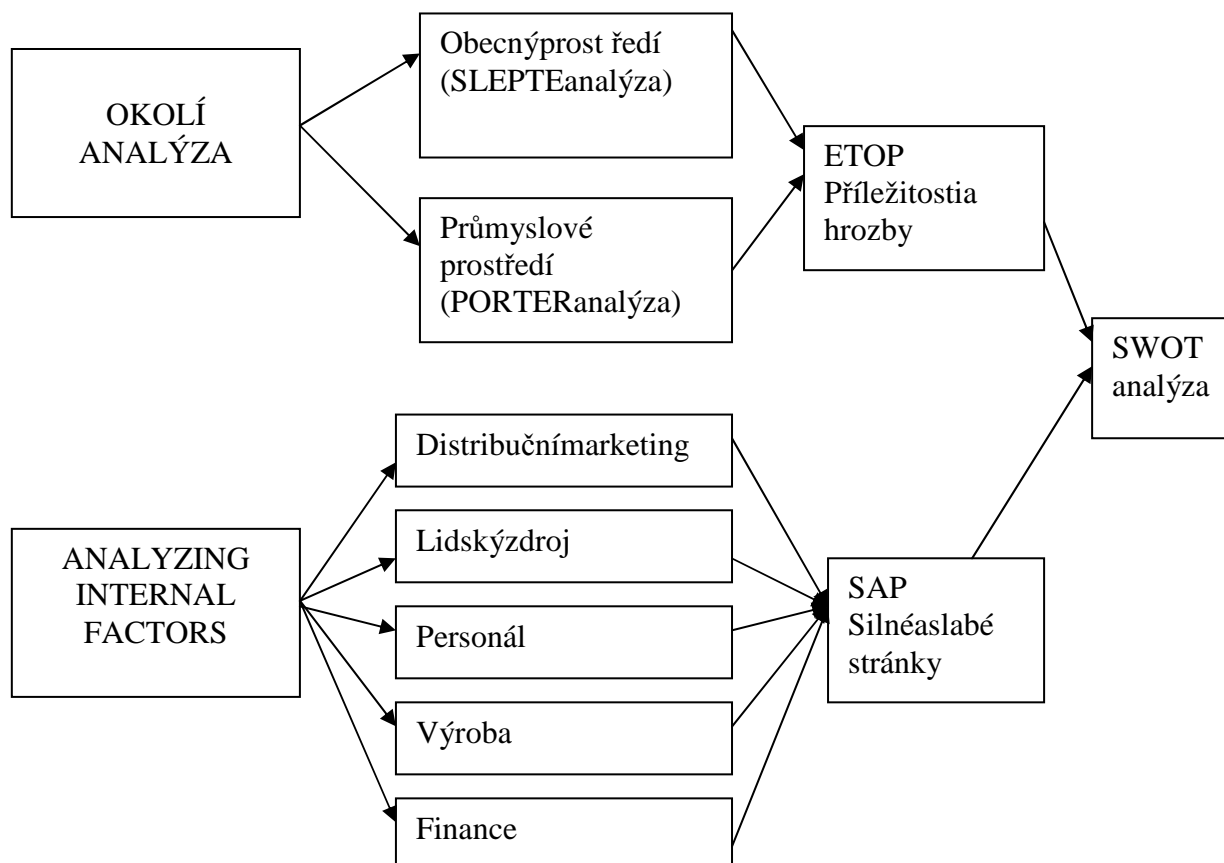 OKOLÍ
ANALÝZA
Obecnýprost ředí
(SLEPTEanalýza)
Průmyslové
prostředí
(PORTERanalýza)
ETOP
Příležitostia
hrozby
SWOT
analýza
ANALYZING
INTERNAL
FACTORS
Distribučnímarketing
Lidskýzdroj
Personál
Výroba
Finance
SAP
Silnéaslabé
stránky